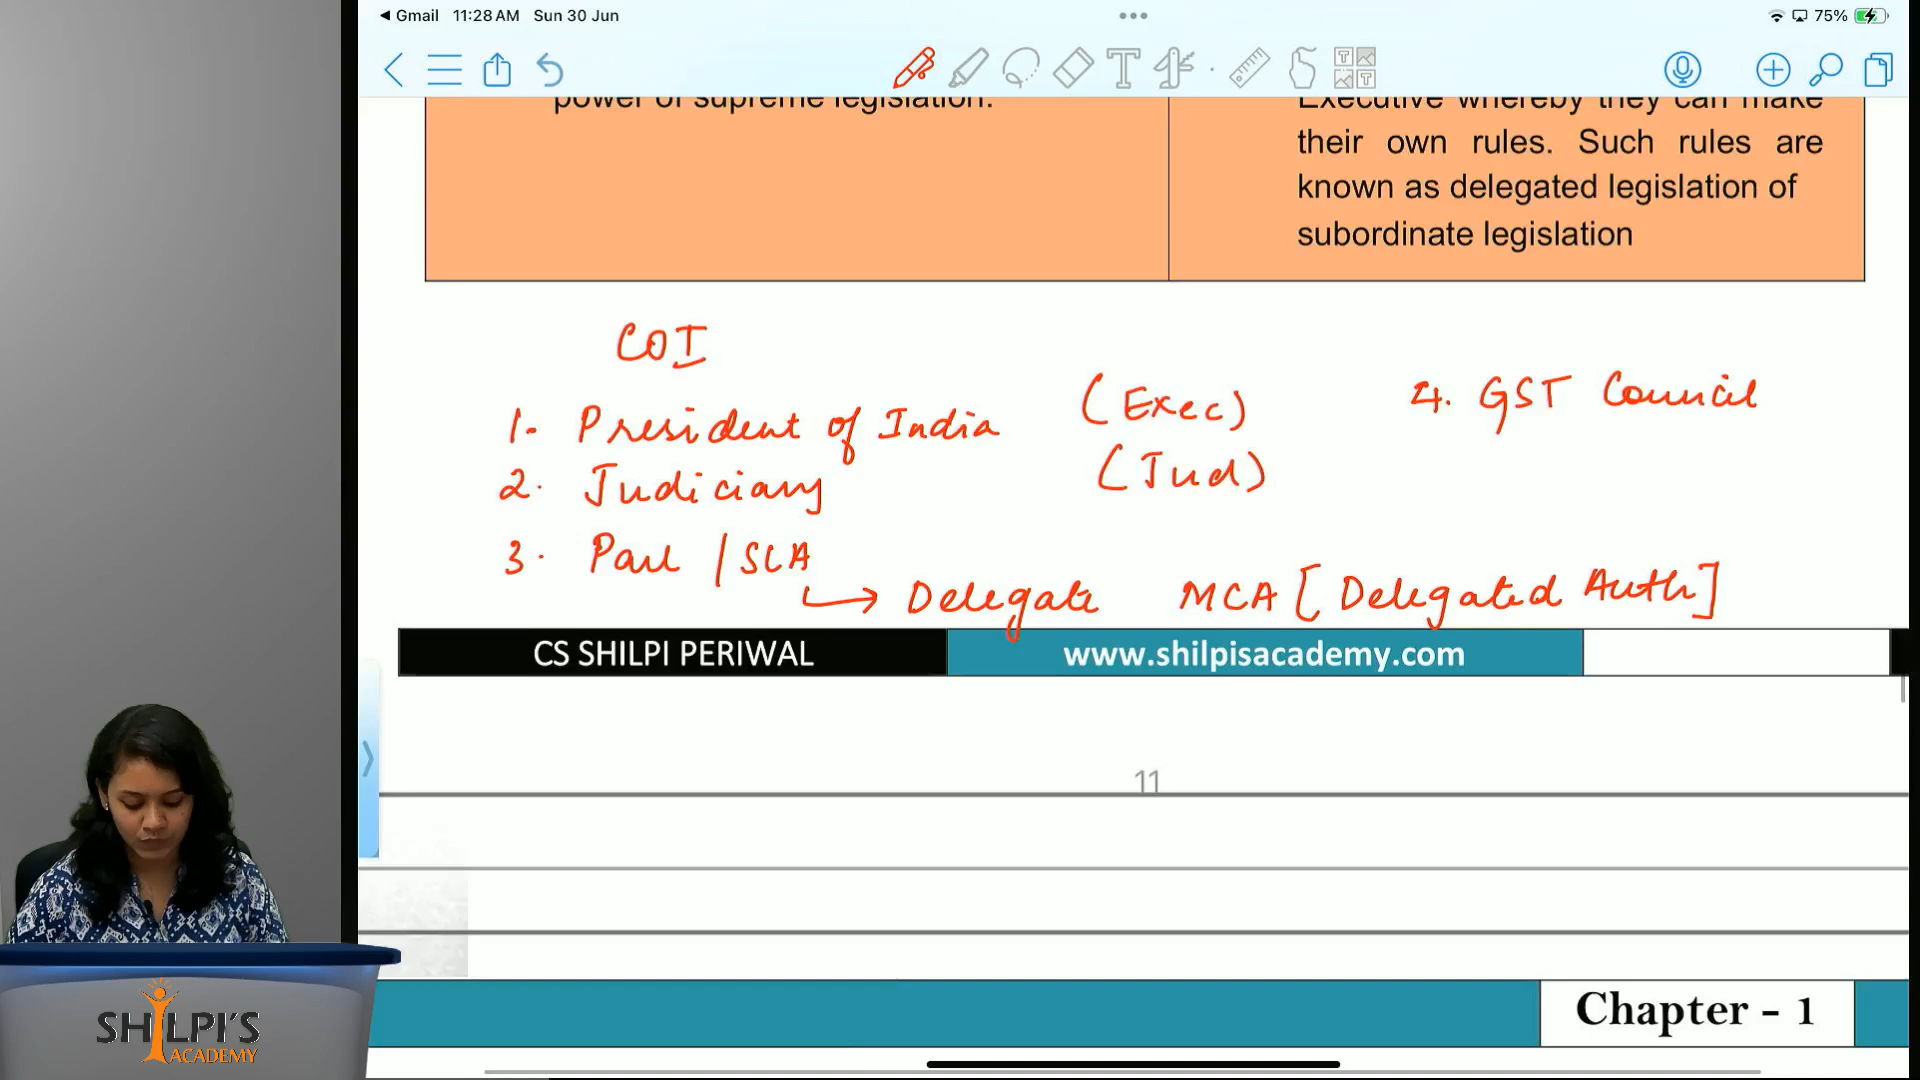 Gmail 11:28 AM Sun 30 Jun
75%
power of supreme legislation.
Executive whereby they can make
their own rules. Such rules are
known as delegated legislation of
subordinate legislation
COI
1. President of India (Exec)
2. Judiciary (Jud)
3. Parl / SLA
→ Delegate MCA [Delegated Auth]
4. GST Council
CS SHILPI PERIWAL
www.shilpisacademy.com
11
Chapter - 1
SHILPI'S
ACADEMY